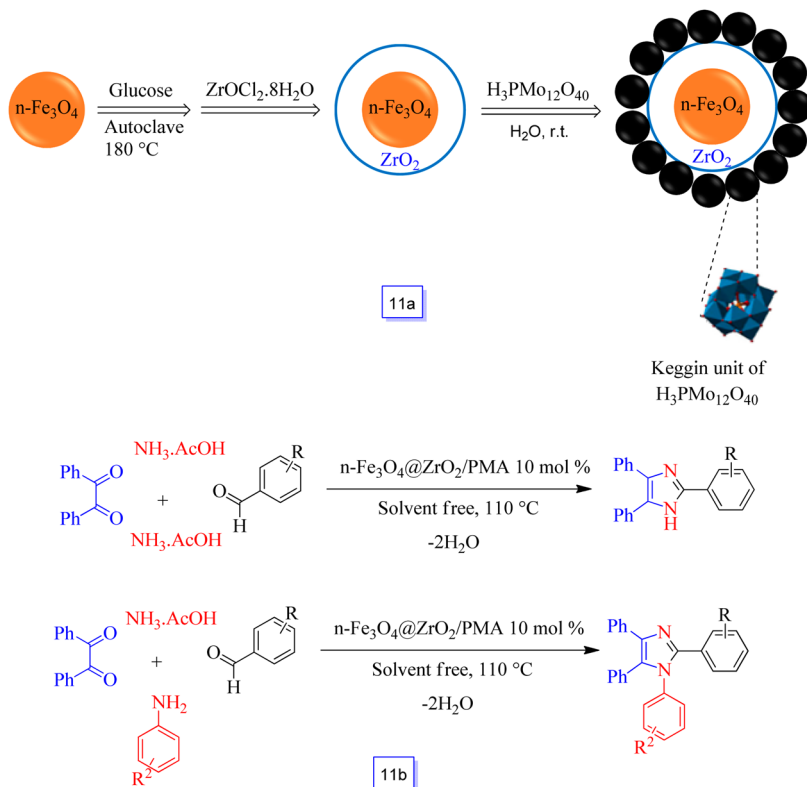 n-Fe3O4
Glucose
Autoclave
180 °C
ZrOCl2.8H2O
n-Fe3O4
ZrO2
H3PMo12O40
H2O, r.t.
n-Fe3O4
ZrO2
11a
Keggin unit of
H3PMo12O40
Ph
O
Ph
O
NH3.AcOH
+
NH3.AcOH
R
O
H
n-Fe3O4@ZrO2/PMA 10 mol %
Solvent free, 110 °C
-2H2O
Ph
N
Ph
N
H
R
Ph
O
Ph
O
NH3.AcOH
+
NH2
R2
R
O
H
n-Fe3O4@ZrO2/PMA 10 mol %
Solvent free, 110 °C
-2H2O
Ph
N
Ph
N
R
R2
11b